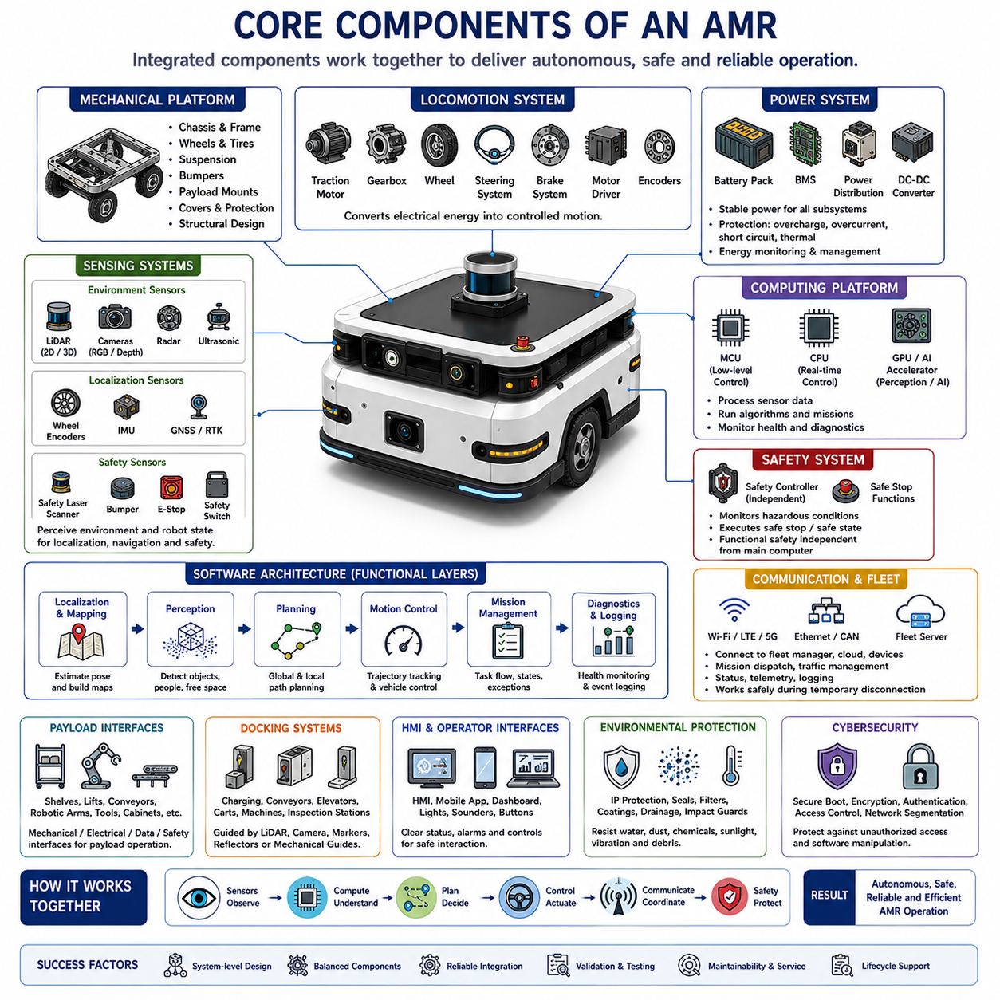 CORE COMPONENTS OF AN AMR
Integrated components work together to deliver autonomous, safe and reliable operation.
MECHANICAL PLATFORM
• Chassis & Frame
• Wheels & Tires
• Suspension
• Bumpers
• Payload Mounts
• Covers & Protection
• Structural Design
LOCOMOTION SYSTEM
Traction
Motor
Gearbox
Wheel
Steering
System
Brake
System
Motor
Driver
Encoders
Converts electrical energy into controlled motion.
POWER SYSTEM
Battery Pack
BMS
Power
Distribution
DC-DC
Converter
• Stable power for all subsystems
• Protection: overcharge, overcurrent,
short circuit, thermal
• Energy monitoring & management
SENSING SYSTEMS
Environment Sensors
LiDAR
(2D / 3D)
Cameras
(RGB / Depth)
Radar
Ultrasonic
Localization Sensors
Wheel
Encoders
IMU
GNSS / RTK
Safety Sensors
Safety Laser
Scanner
Bumper
E-Stop
Safety
Switch
Perceive environment and robot state
for localization, navigation and safety.
COMPUTING PLATFORM
MCU
(Low-level
Control)
CPU
(Real-time
Control)
GPU / AI
Accelerator
(Perception / AI)
• Process sensor data
• Run algorithms and missions
• Monitor health and diagnostics
SAFETY SYSTEM
Safety Controller
(Independent)
Safe Stop
Functions
• Monitors hazardous conditions
• Executes safe stop / safe state
• Functional safety independent
from main computer
SOFTWARE ARCHITECTURE (FUNCTIONAL LAYERS)
Localization
& Mapping
Estimate pose
and build maps
Perception
Detect objects,
people, free space
Planning
Global & local
path planning
Motion Control
Trajectory tracking
& vehicle control
Mission
Management
Task flow, states,
exceptions
Diagnostics
& Logging
Health monitoring
& event logging
COMMUNICATION & FLEET
Wi-Fi / LTE / 5G
Ethernet / CAN
Fleet Server
• Connect to fleet manager, cloud, devices
• Mission dispatch, traffic management
• Status, telemetry, logging
• Works safely during temporary disconnection
PAYLOAD INTERFACES
Shelves, Lifts, Conveyors,
Robotic Arms, Tools, Cabinets, etc.
Mechanical / Electrical / Data / Safety
interfaces for payload operation.
DOCKING SYSTEMS
Charging, Conveyors, Elevators,
Carts, Machines, Inspection Stations
Guided by LiDAR, Camera, Markers,
Reflectors or Mechanical Guides.
HMI & OPERATOR INTERFACES
HMI, Mobile App, Dashboard,
Lights, Sounders, Buttons
Clear status, alarms and controls
for safe interaction.
ENVIRONMENTAL PROTECTION
IP Protection, Seals, Filters,
Coatings, Drainage, Impact Guards
Resist water, dust, chemicals, sunlight,
vibration and debris.
CYBERSECURITY
Secure Boot, Encryption, Authentication,
Access Control, Network Segmentation
Protect against unauthorized access
and software manipulation.
HOW IT WORKS
TOGETHER
Sensors
Observe
Compute
Understand
Plan
Decide
Control
Actuate
Communicate
Coordinate
Safety
Protect
RESULT
Autonomous, Safe,
Reliable and Efficient
AMR Operation
SUCCESS FACTORS
System-level Design
Balanced Components
Reliable Integration
Validation & Testing
Maintainability & Service
Lifecycle Support